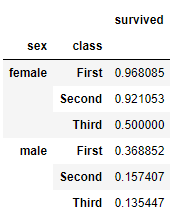 survived
sex class
female First 0.968085
Second 0.921053
Third 0.500000
male First 0.368852
Second 0.157407
Third 0.135447